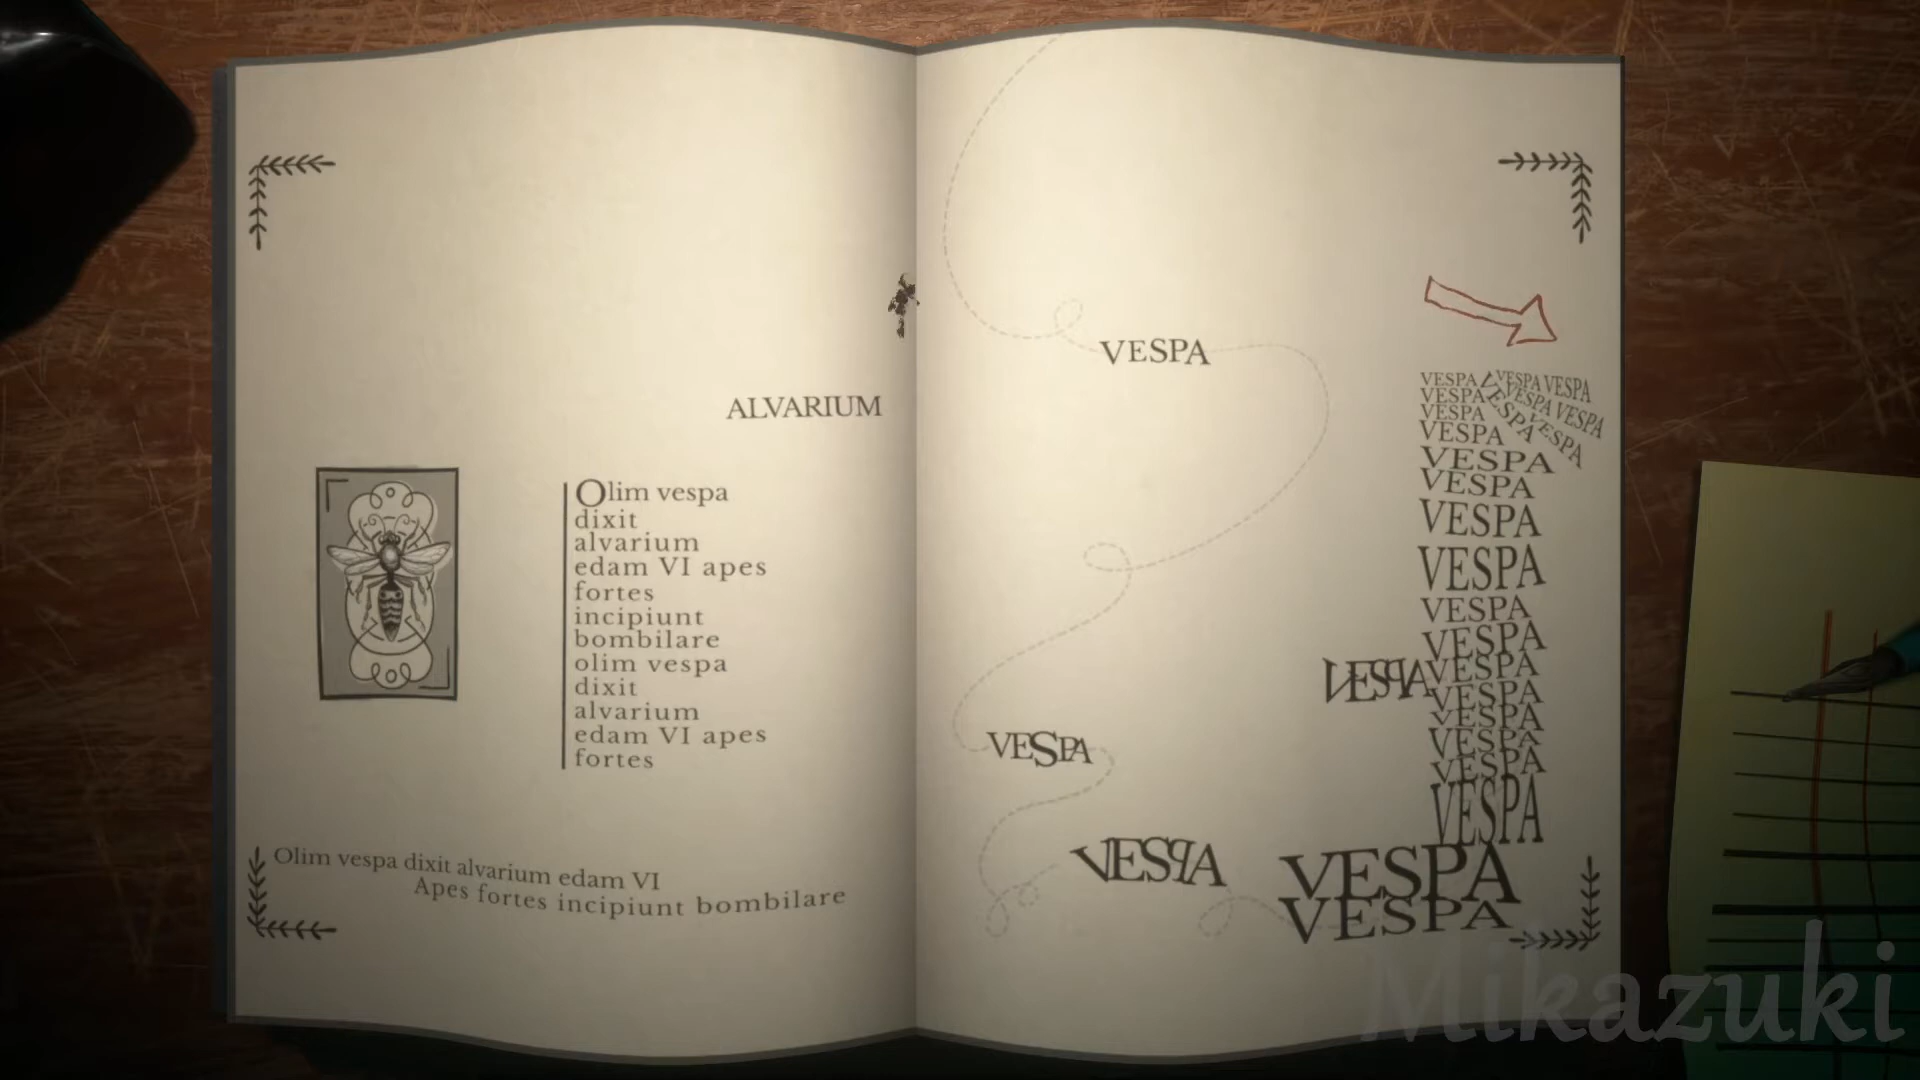 ALVARIUM
Olim vespa
dixit
alvarium
edam VI apes
fortes
incipiunt
bombilare
olim vespa
dixit
alvarium
edam VI apes
fortes
Olim vespa dixit alvarium edam VI
Apes fortes incipiunt bombilare
VESPA
VESPA VESPA VESPA
VESPA VESPA VESPA
VESPA VESPA VESPA
VESPA
VESPA
VESPA
VESPA
VESPA
VESPA
VESPA
VESPA VESPA
VESPA
VESPA
VESPA
VESPA
VESPA
VESPA
VESPA VESPA
VESPA
Mikazuki